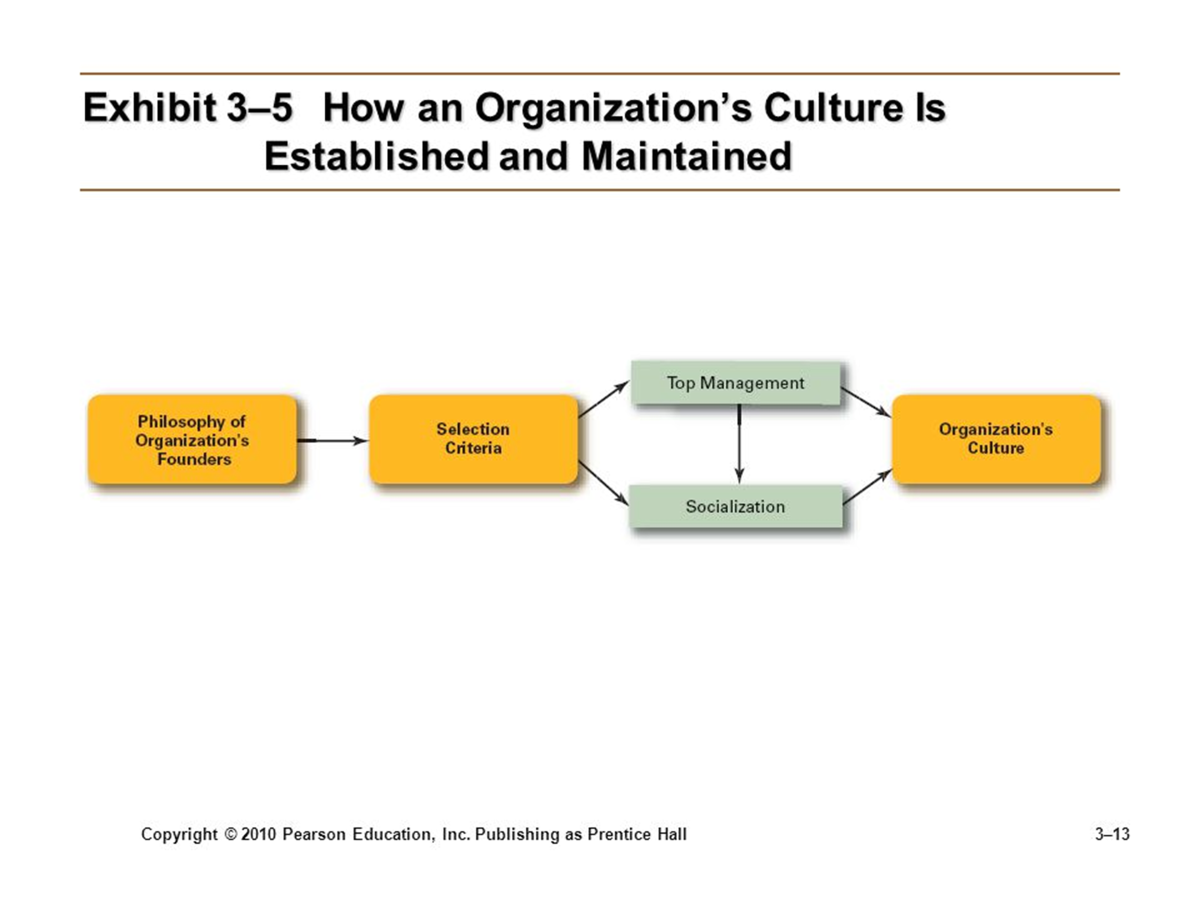 Exhibit 3–5 How an Organization’s Culture Is
Established and Maintained
Philosophy of
Organization's
Founders
Selection
Criteria
Top Management
Socialization
Organization's
Culture
Copyright © 2010 Pearson Education, Inc. Publishing as Prentice Hall
3–13